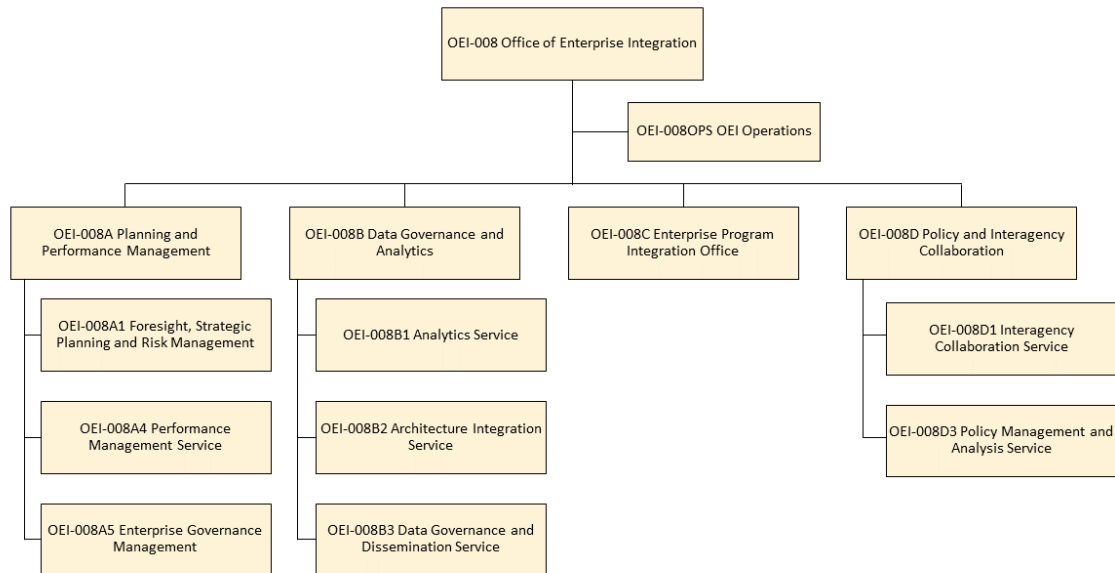 OEI-008 Office of Enterprise Integration
OEI-008OPS OEI Operations
OEI-008A Planning and
Performance Management
OEI-008B Data Governance and
Analytics
OEI-008C Enterprise Program
Integration Office
OEI-008D Policy and Interagency
Collaboration
OEI-008A1 Foresight, Strategic
Planning and Risk Management
OEI-008B1 Analytics Service
OEI-008D1 Interagency
Collaboration Service
OEI-008A4 Performance
Management Service
OEI-008B2 Architecture Integration
Service
OEI-008D3 Policy Management and
Analysis Service
OEI-008A5 Enterprise Governance
Management
OEI-008B3 Data Governance and
Dissemination Service